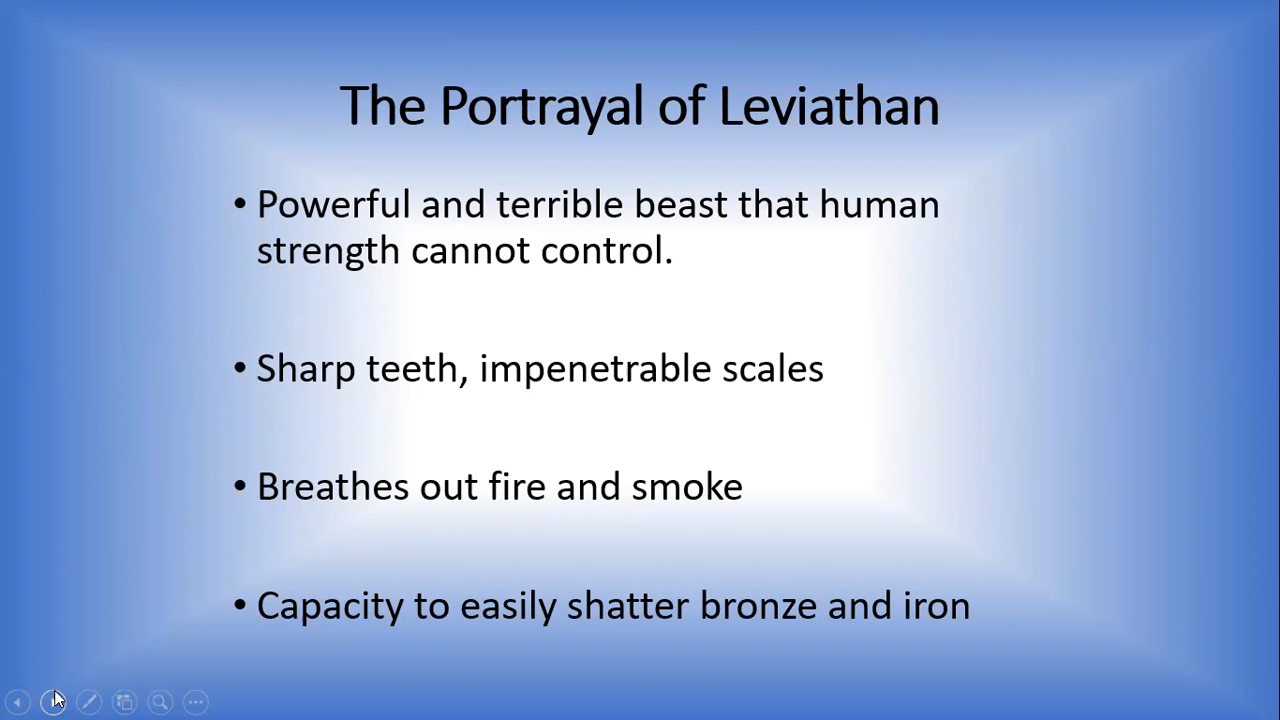 The Portrayal of Leviathan
• Powerful and terrible beast that human
strength cannot control.
• Sharp teeth, impenetrable scales
• Breathes out fire and smoke
• Capacity to easily shatter bronze and iron